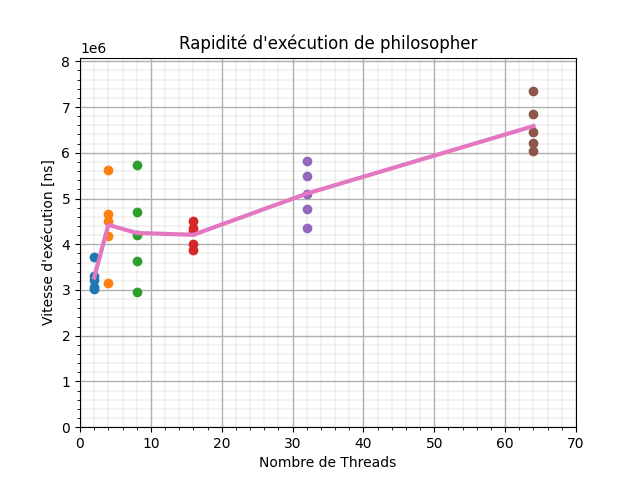 Rapidité d'exécution de philosopher
1e6
8
7
6
5
4
3
2
1
0
Vitesse d'exécution [ns]
0 10 20 30 40 50 60 70
Nombre de Threads